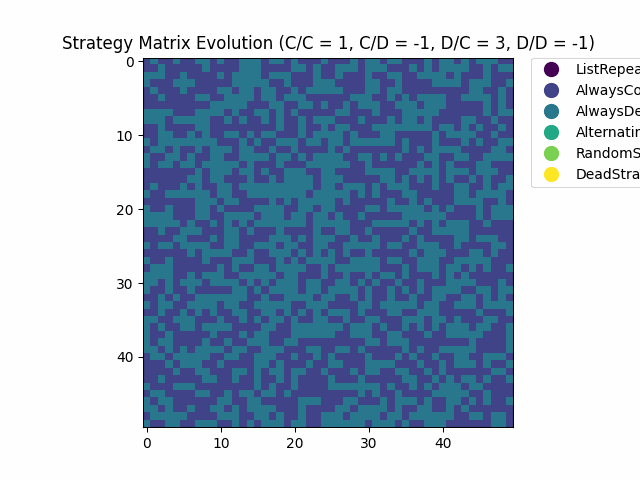 Strategy Matrix Evolution (C/C = 1, C/D = -1, D/C = 3, D/D = -1)
0
10
20
30
40
0
10
20
30
40
ListRepea
AlwaysCo
AlwaysDe
Alternatin
RandomS
DeadStra